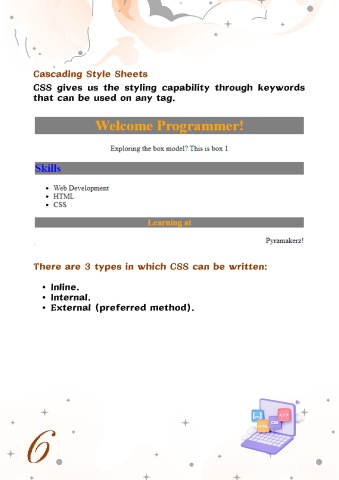 Cascading Style Sheets
CSS gives us the styling capability through keywords
that can be used on any tag.
Welcome Programmer!
Exploring the box model? This is box 1
Skills
• Web Development
• HTML
• CSS
Learning at
Pyramakerz!
There are 3 types in which CSS can be written:
• Inline.
• Internal.
• External (preferred method).
6